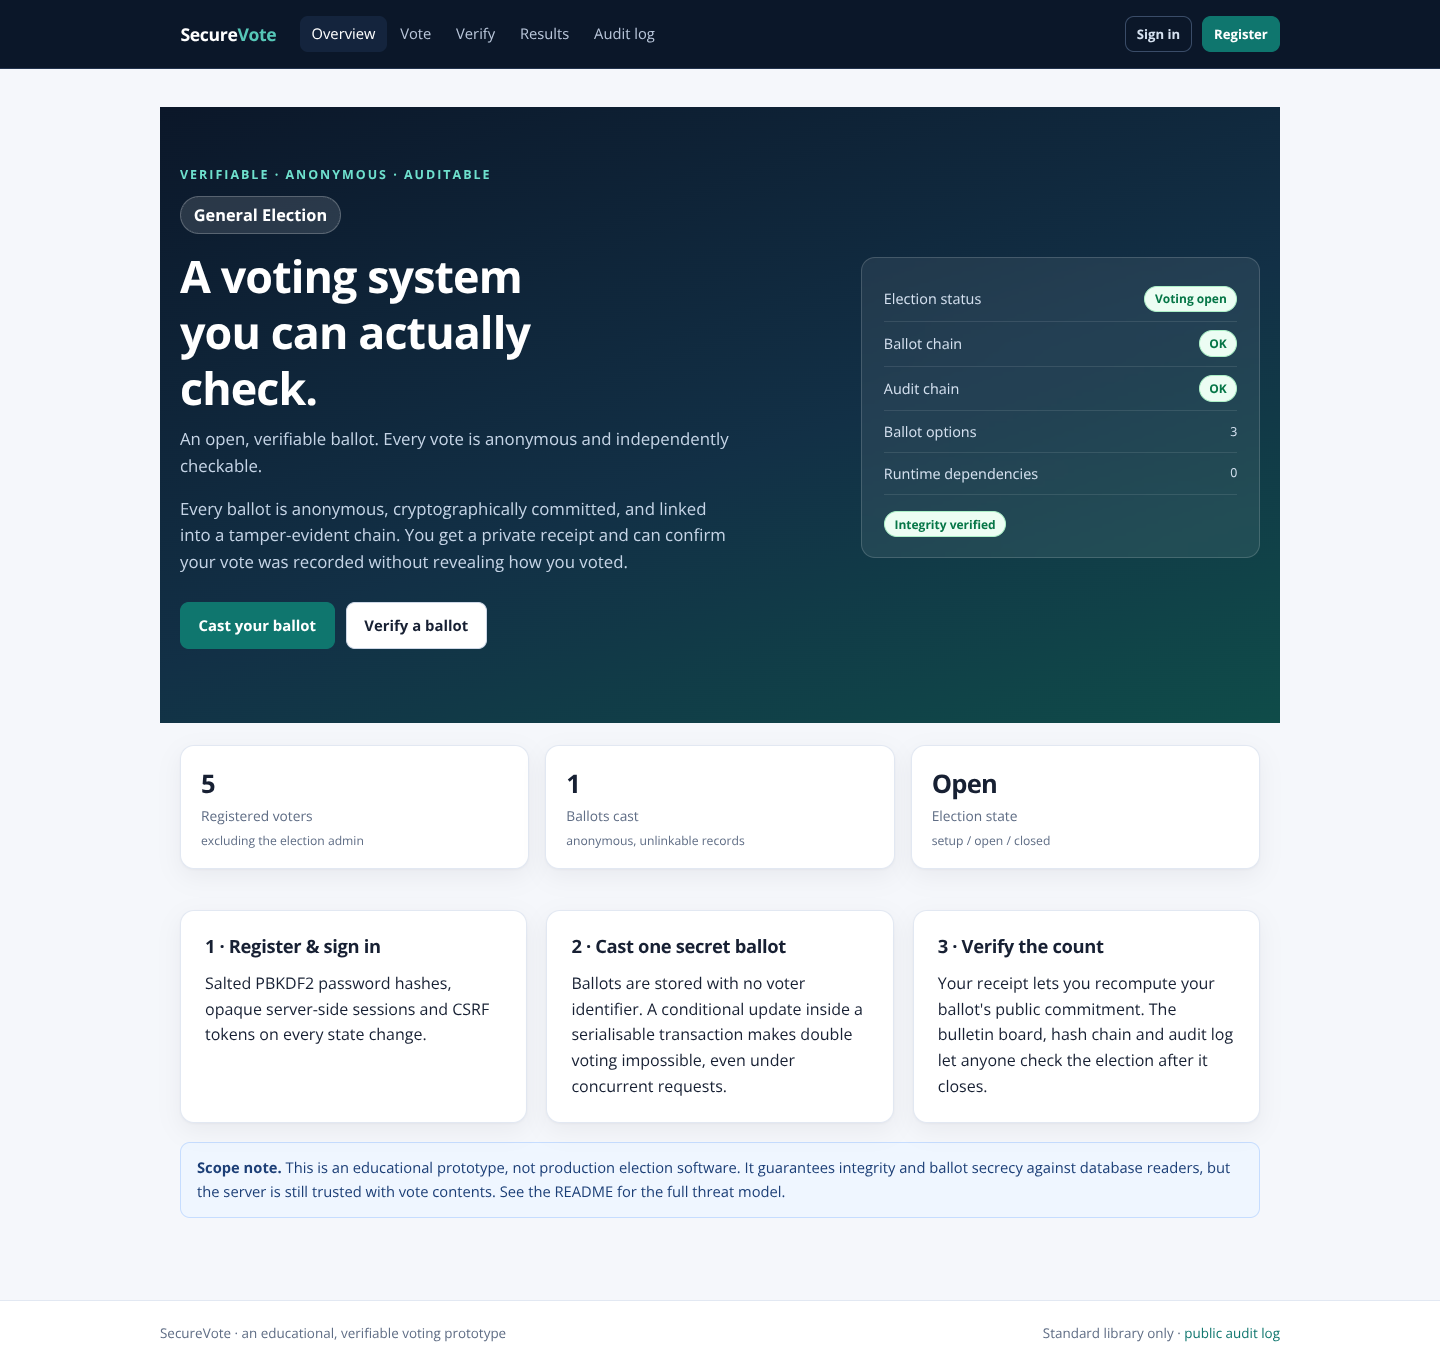 SecureVote Overview Vote Verify Results Audit log Sign in Register
VERIFIABLE · ANONYMOUS · AUDITABLE
General Election
A voting system
you can actually
check.
An open, verifiable ballot. Every vote is anonymous and independently
checkable.
Every ballot is anonymous, cryptographically committed, and linked
into a tamper-evident chain. You get a private receipt and can confirm
your vote was recorded without revealing how you voted.
Cast your ballot Verify a ballot
Election status Voting open
Ballot chain OK
Audit chain OK
Ballot options 3
Runtime dependencies 0
Integrity verified
5
Registered voters
excluding the election admin
1
Ballots cast
anonymous, unlinkable records
Open
Election state
setup / open / closed
1 · Register & sign in
Salted PBKDF2 password hashes,
opaque server-side sessions and CSRF
tokens on every state change.
2 · Cast one secret ballot
Ballots are stored with no voter
identifier. A conditional update inside a
serialisable transaction makes double
voting impossible, even under
concurrent requests.
3 · Verify the count
Your receipt lets you recompute your
ballot's public commitment. The
bulletin board, hash chain and audit log
let anyone check the election after it
closes.
Scope note. This is an educational prototype, not production election software. It guarantees integrity and ballot secrecy against database readers, but
the server is still trusted with vote contents. See the README for the full threat model.
SecureVote · an educational, verifiable voting prototype
Standard library only · public audit log